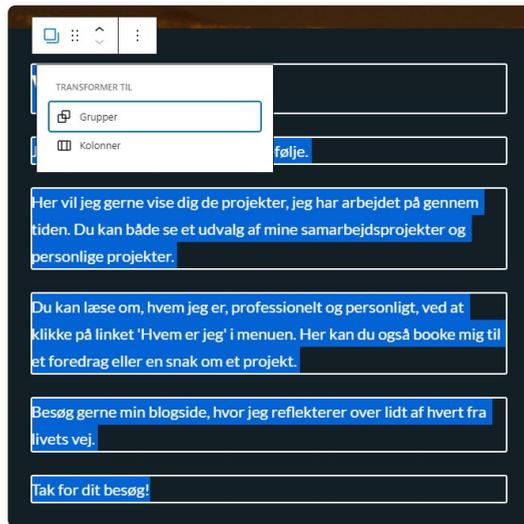 TRANSFORMER TIL
Grupper
Kolonner
følje.
Her vil jeg gerne vise dig de projekter, jeg har arbejdet på gennem
tiden. Du kan både se et udvalg af mine samarbejdsprojekter og
personlige projekter.
Du kan læse om, hvem jeg er, professionelt og personligt, ved at
klikke på linket 'Hvem er jeg' i menuen. Her kan du også booke mig til
et foredrag eller en snak om et projekt.
Besøg gerne min blogside, hvor jeg reflekterer over lidt af hvert fra
livets vej.
Tak for dit besøg!